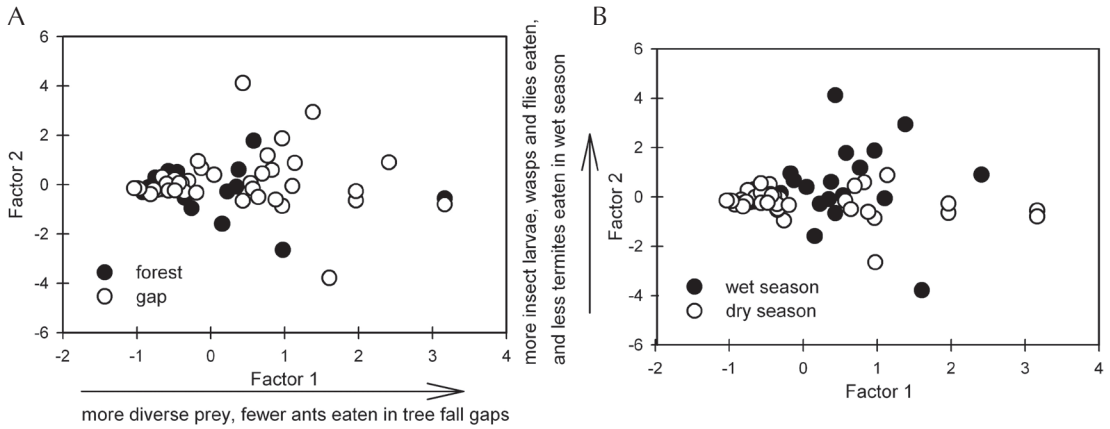 A
6
4
2
0
-2
-4
-6
Factor 2
forest
gap
-2
-1
0
1
2
3
4
Factor 1
more diverse prey, fewer ants eaten in tree fall gaps
more insect larvae, wasps and flies eaten,
and less termites eaten in wet season
B
6
4
2
0
-2
-4
-6
Factor 2
wet season
dry season
-2
-1
0
1
2
3
4
Factor 1